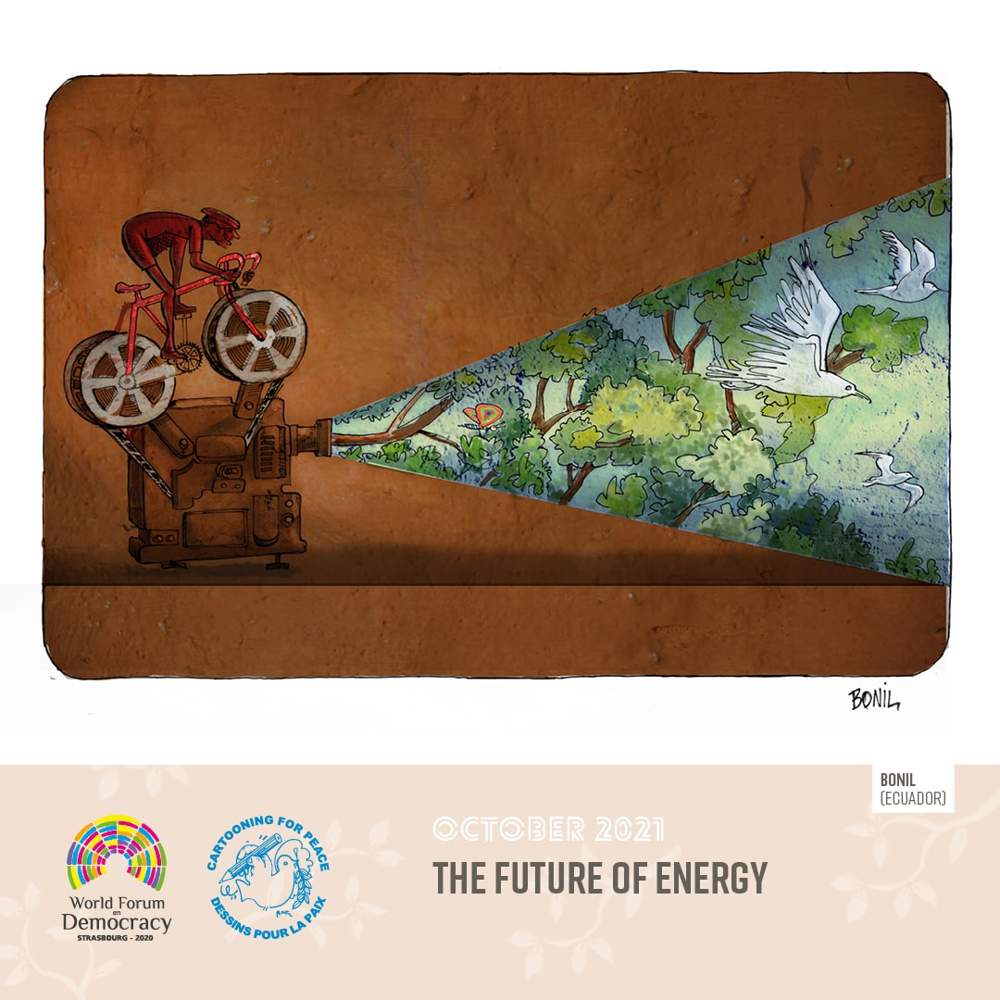 BONIL
BONIL
(ECUADOR)
OCTOBER 2021
THE FUTURE OF ENERGY
World Forum
on
Democracy
STRASBOURG - 2020
CARTOONING FOR PEACE
DESSINS POUR LA PAIX